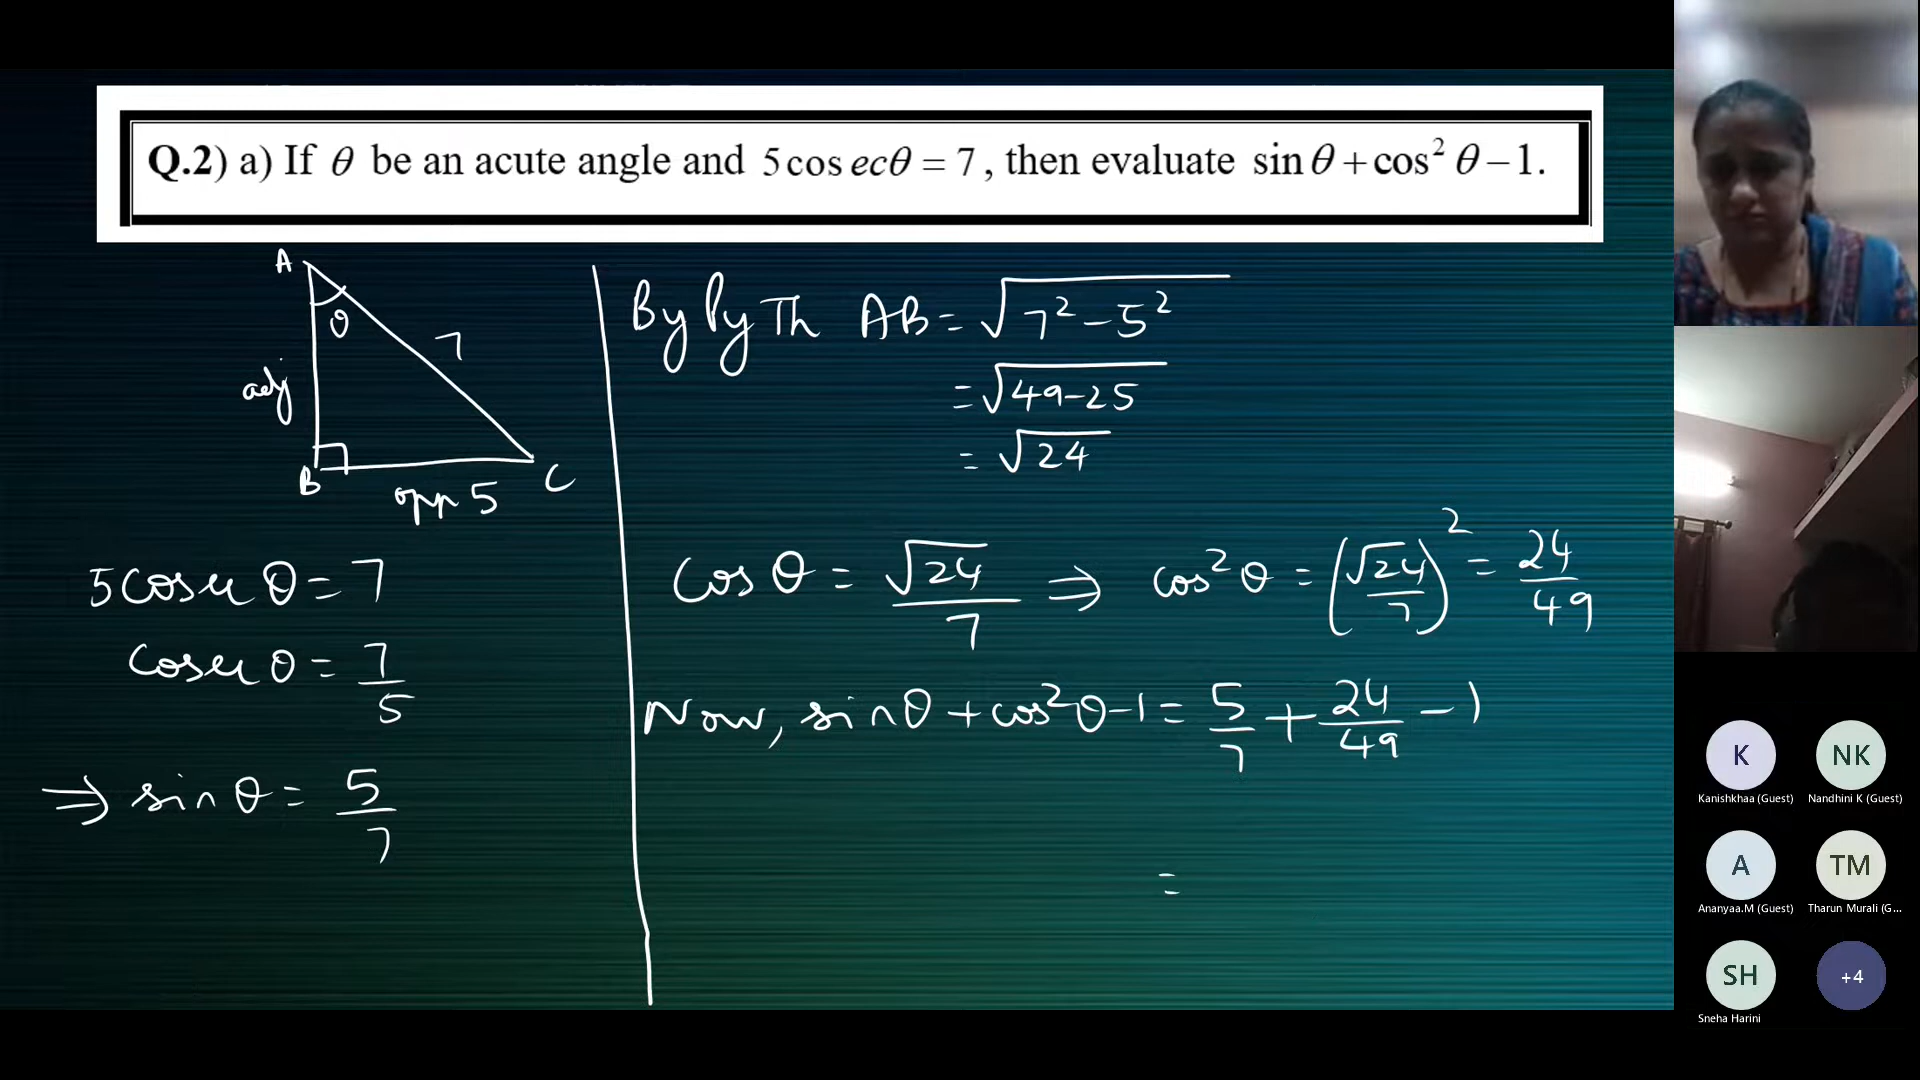 Q.2) a) If θ be an acute angle and 5 cos ecθ = 7, then evaluate sin θ + cos² θ − 1.
A
θ
7
adj
B
opp 5
C
5 cosec θ = 7
cosec θ = 7/5
⇒ sin θ = 5/7
By Py Th AB = √(7² − 5²)
= √(49-25)
= √24
cos θ = √24/7 ⇒ cos² θ = (√24/7)² = 24/49
Now, sin θ + cos² θ - 1 = 5/7 + 24/49 - 1
=
K
NK
Kanishkhaa (Guest)
Nandhini K (Guest)
A
TM
Ananyaa.M (Guest)
Tharun Murali (G...
SH
+4
Sneha Harini